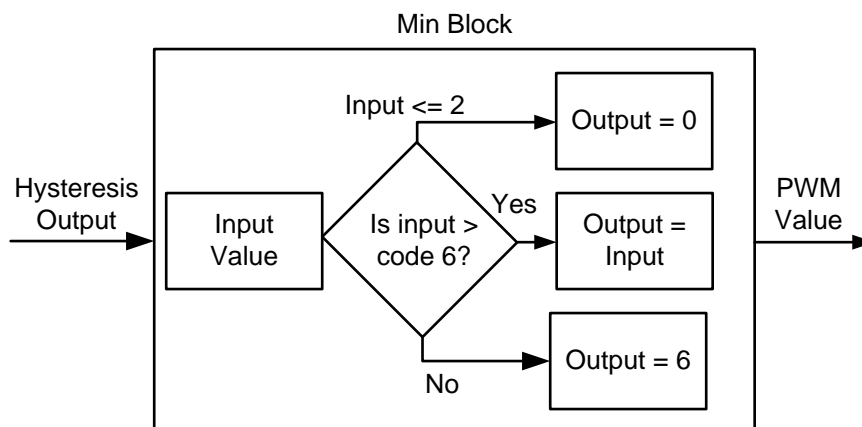 Min Block
Input <= 2
Output = 0
Hysteresis
Output
Input
Value
Is input >
code 6?
Yes
Output =
Input
PWM
Value
No
Output = 6